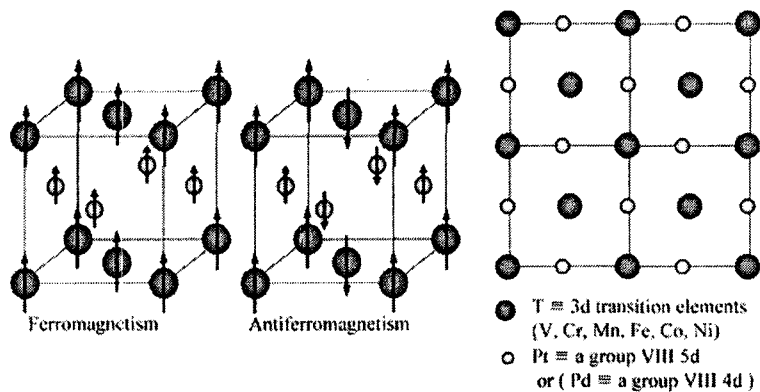 Ferromagnetism
Antiferromagnetism
T ≡ 3d transition elements
(V, Cr, Mn, Fe, Co, Ni)
Pt ≡ a group VIII 5d
or ( Pd ≡ a group VIII 4d )